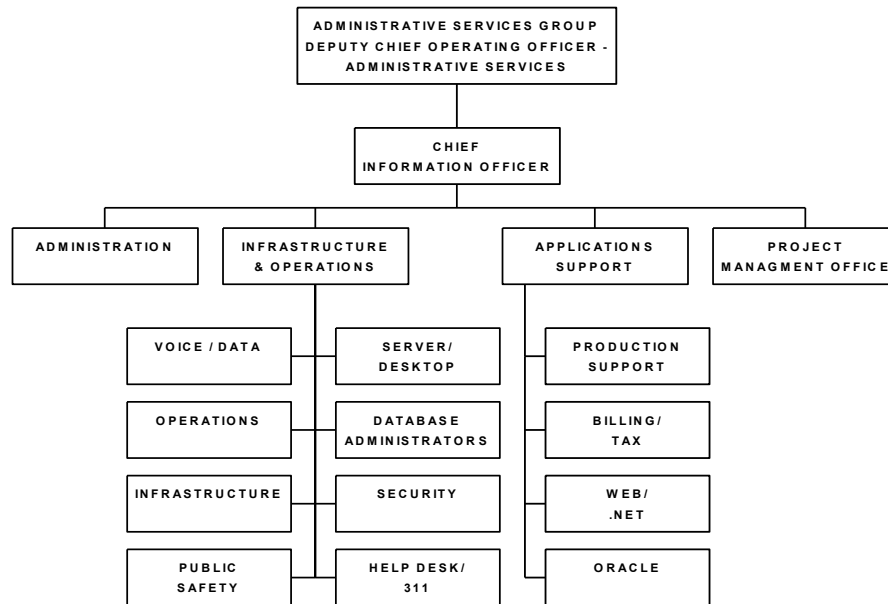 ADMINISTRATIVE SERVICES GROUP
DEPUTY CHIEF OPERATING OFFICER -
ADMINISTRATIVE SERVICES
CHIEF
INFORMATION OFFICER
ADMINISTRATION
INFRASTRUCTURE
& OPERATIONS
APPLICATIONS
SUPPORT
PROJECT
MANAGMENT OFFICE
VOICE / DATA
SERVER/
DESKTOP
PRODUCTION
SUPPORT
OPERATIONS
DATABASE
ADMINISTRATORS
BILLING/
TAX
INFRASTRUCTURE
SECURITY
WEB/
.NET
PUBLIC
SAFETY
HELP DESK/
311
ORACLE